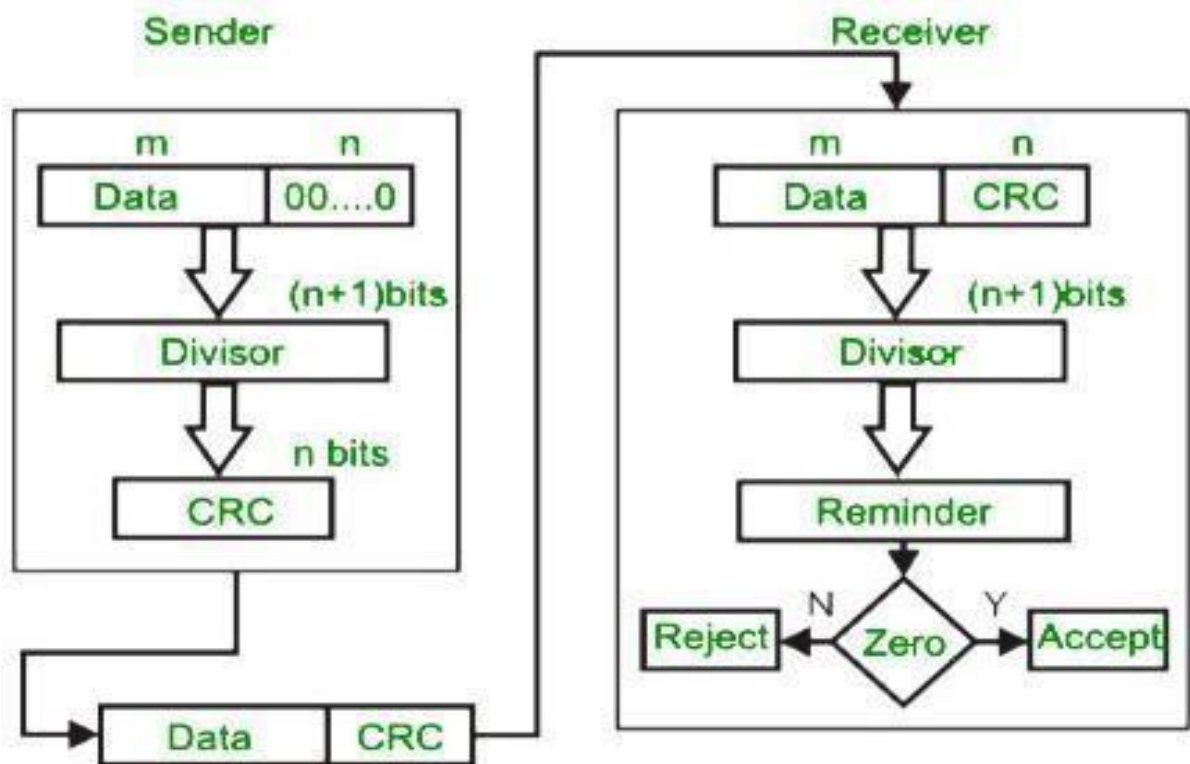 Sender
m n
Data 00....0
(n+1)bits
Divisor
n bits
CRC
Data CRC
Receiver
m n
Data CRC
(n+1)bits
Divisor
Reminder
N Y
Reject Zero Accept